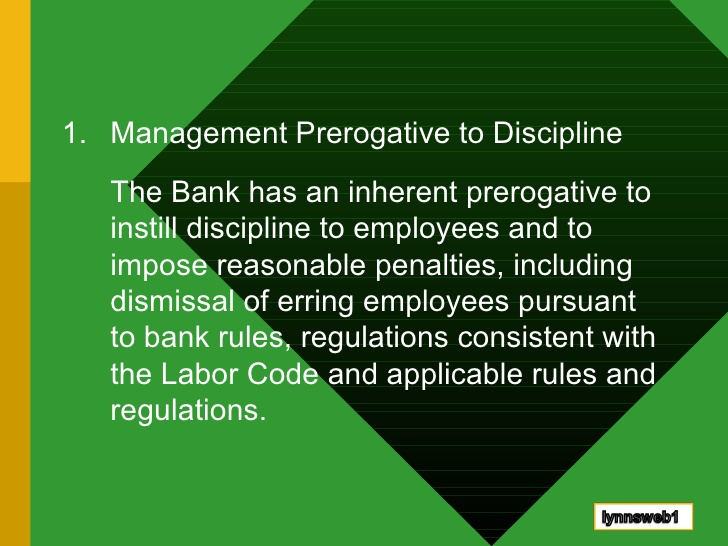 1. Management Prerogative to Discipline
The Bank has an inherent prerogative to
instill discipline to employees and to
impose reasonable penalties, including
dismissal of erring employees pursuant
to bank rules, regulations consistent with
the Labor Code and applicable rules and
regulations.
lynnsweb1